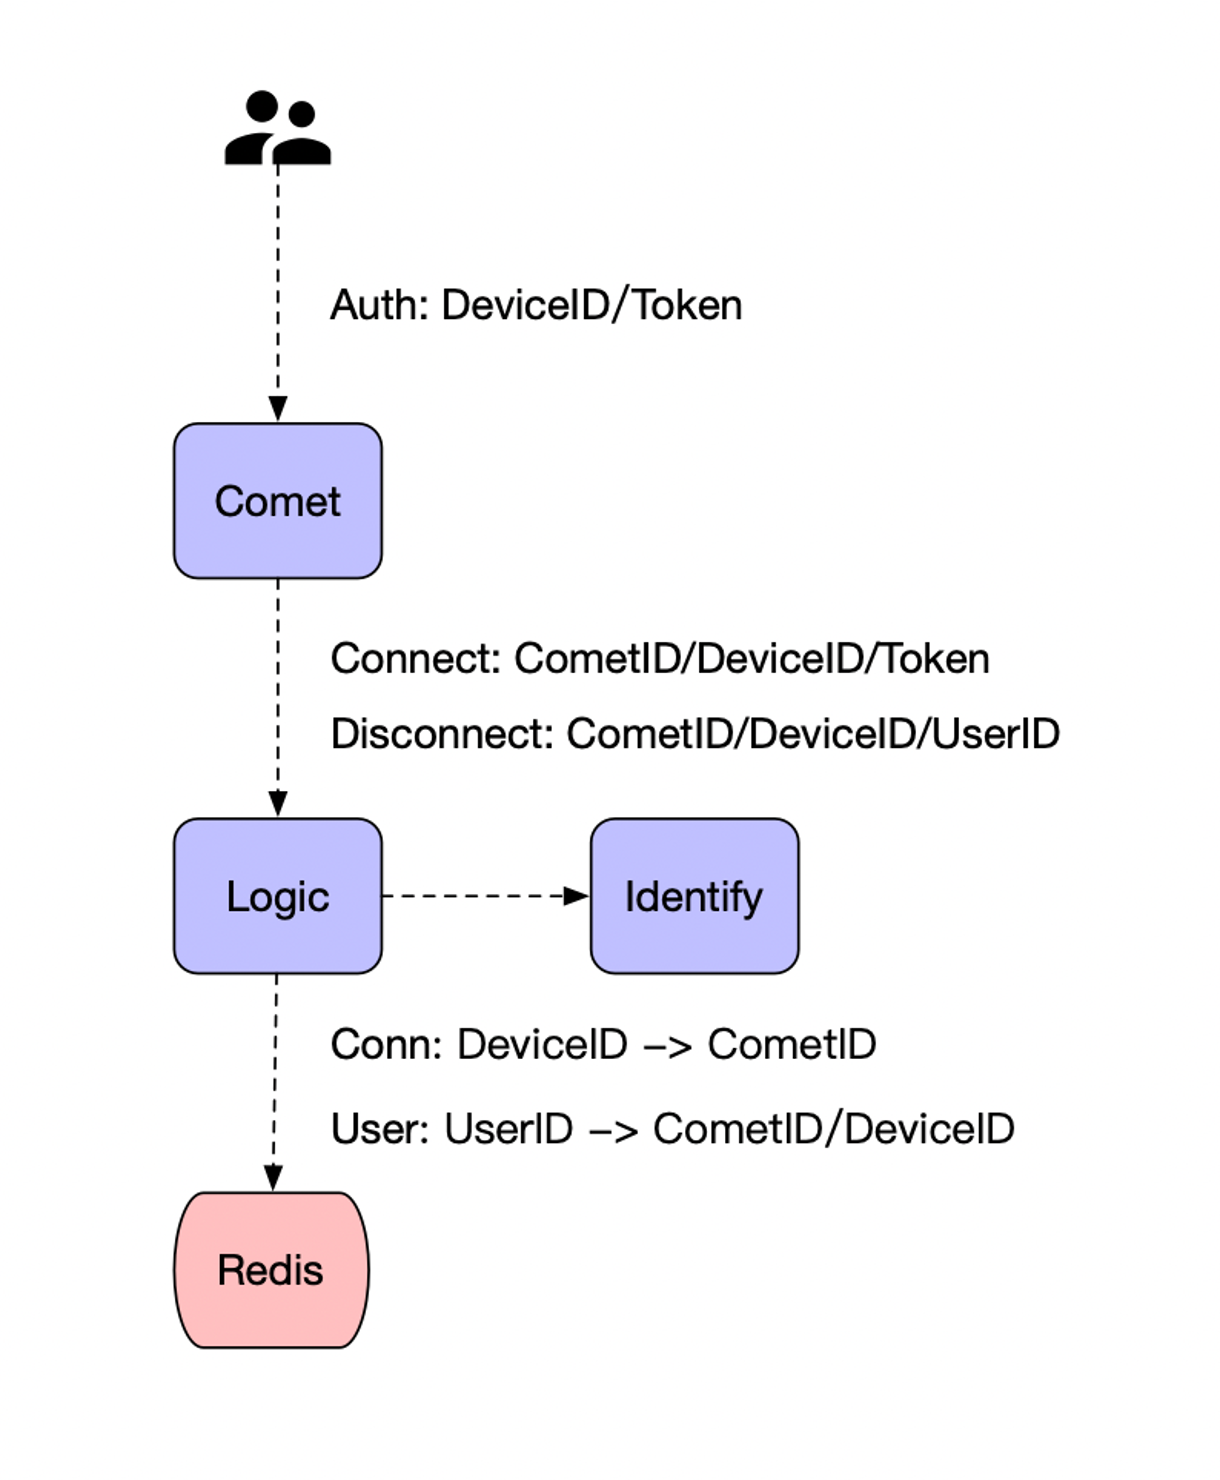 Auth: DeviceID/Token
Comet
Connect: CometID/DeviceID/Token
Disconnect: CometID/DeviceID/UserID
Logic
Identify
Conn: DeviceID –> CometID
User: UserID –> CometID/DeviceID
Redis